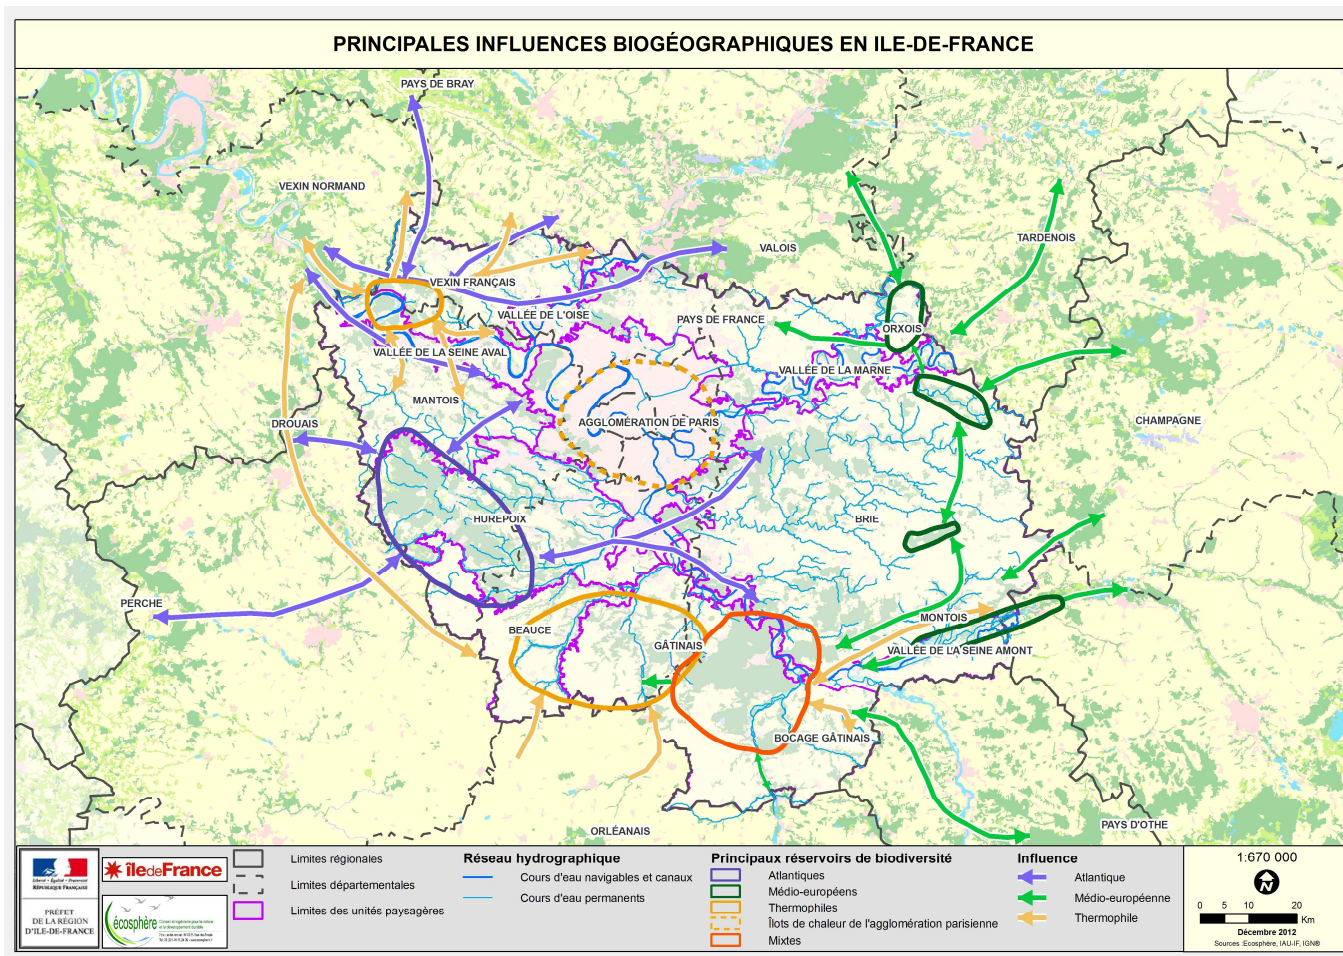 PRINCIPALES INFLUENCES BIOGÉOGRAPHIQUES EN ILE-DE-FRANCE
PAYS DE BRAY
VEXIN NORMAND
TARDENOIS
VALOIS
VEXIN FRANÇAIS
VALLÉE DE L'OISE
PAYS DE FRANCE
ORXOIS
VALLÉE DE LA SEINE AVAL
VALLÉE DE LA MARNE
MANTOIS
DROUAIS
AGGLOMÉRATION DE PARIS
CHAMPAGNE
HUREPOIX
BRIE
PERCHE
MONTOIS
BEAUCE
GÂTINAIS
VALLÉE DE LA SEINE AMONT
BOCAGE GÂTINAIS
ORLÉANAIS
PAYS D'OTHE
Liberté • Égalité • Fraternité
RÉPUBLIQUE FRANÇAISE
PRÉFET
DE LA RÉGION
D'ILE-DE-FRANCE
îledeFrance
écosphère
Limites régionales
Limites départementales
Limites des unités paysagères
Réseau hydrographique
Cours d'eau navigables et canaux
Cours d'eau permanents
Principaux réservoirs de biodiversité
Atlantiques
Médio-européens
Thermophiles
Îlots de chaleur de l'agglomération parisienne
Mixtes
Influence
Atlantique
Médio-européenne
Thermophile
1:670 000
N
0 5 10 20
Km
Décembre 2012
Sources :Ecosphère, IAU-IF, IGN®